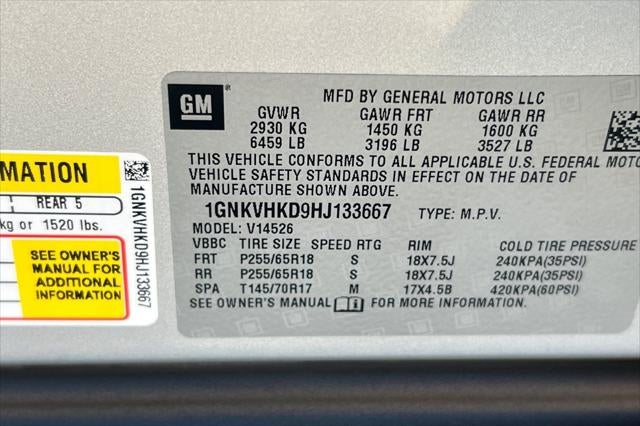 GM
MFD BY GENERAL MOTORS LLC
GVWR GAWR FRT GAWR RR
2930 KG 1450 KG 1600 KG
6459 LB 3196 LB 3527 LB
THIS VEHICLE CONFORMS TO ALL APPLICABLE U.S. FEDERAL MOTO
VEHICLE SAFETY STANDARDS IN EFFECT ON THE DATE OF
MANUFACTURE SHOWN ABOVE.
1GNKVHKD9HJ133667 TYPE: M.P.V.
MODEL: V14526
VBBC TIRE SIZE SPEED RTG RIM COLD TIRE PRESSURE
FRT P255/65R18 S 18X7.5J 240KPA(35PSI)
RR P255/65R18 S 18X7.5J 240KPA(35PSI)
SPA T145/70R17 M 17X4.5B 420KPA(60PSI)
SEE OWNER'S MANUAL FOR MORE INFORMATION.
MATION
REAR 5
kg or 1520 lbs.
SEE OWNER'S
MANUAL FOR
ADDITIONAL
INFORMATION
1GNKVHKD9HJ133667